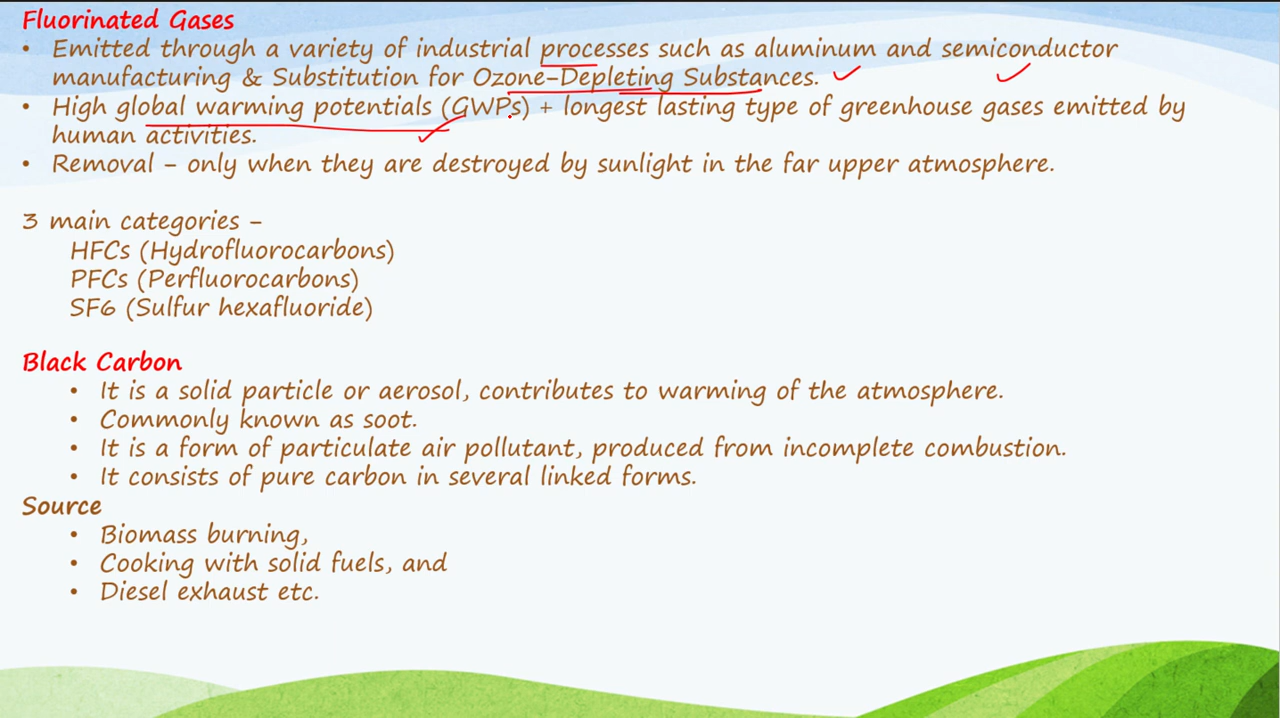 Fluorinated Gases
• Emitted through a variety of industrial processes such as aluminum and semiconductor
manufacturing & Substitution for Ozone-Depleting Substances.
• High global warming potentials (GWPs) + longest lasting type of greenhouse gases emitted by
human activities.
• Removal - only when they are destroyed by sunlight in the far upper atmosphere.
3 main categories -
HFCs (Hydrofluorocarbons)
PFCs (Perfluorocarbons)
SF6 (Sulfur hexafluoride)
Black Carbon
• It is a solid particle or aerosol, contributes to warming of the atmosphere.
• Commonly known as soot.
• It is a form of particulate air pollutant, produced from incomplete combustion.
• It consists of pure carbon in several linked forms.
Source
• Biomass burning,
• Cooking with solid fuels, and
• Diesel exhaust etc.